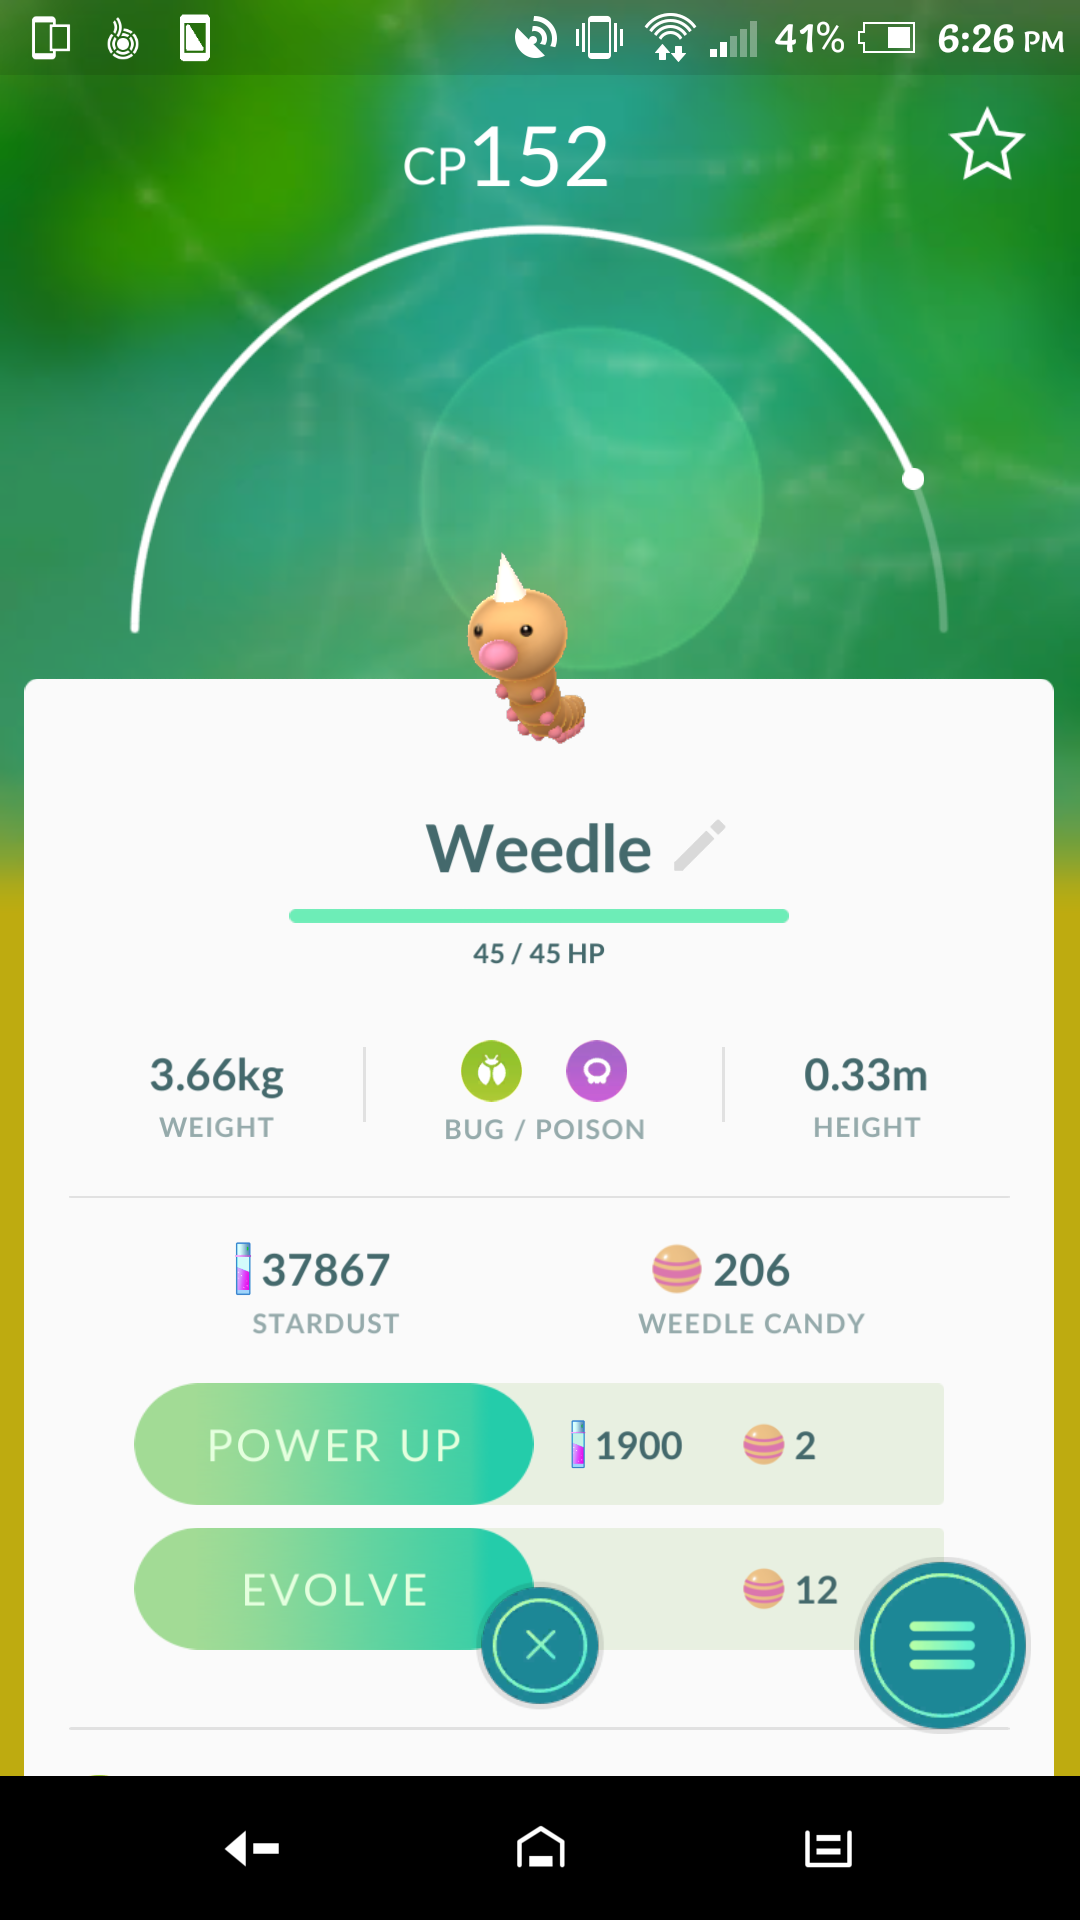 41% 6:26 PM
CP152
Weedle
45 / 45 HP
3.66kg
WEIGHT
BUG / POISON
0.33m
HEIGHT
37867
STARDUST
206
WEEDLE CANDY
POWER UP 1900 2
EVOLVE 12